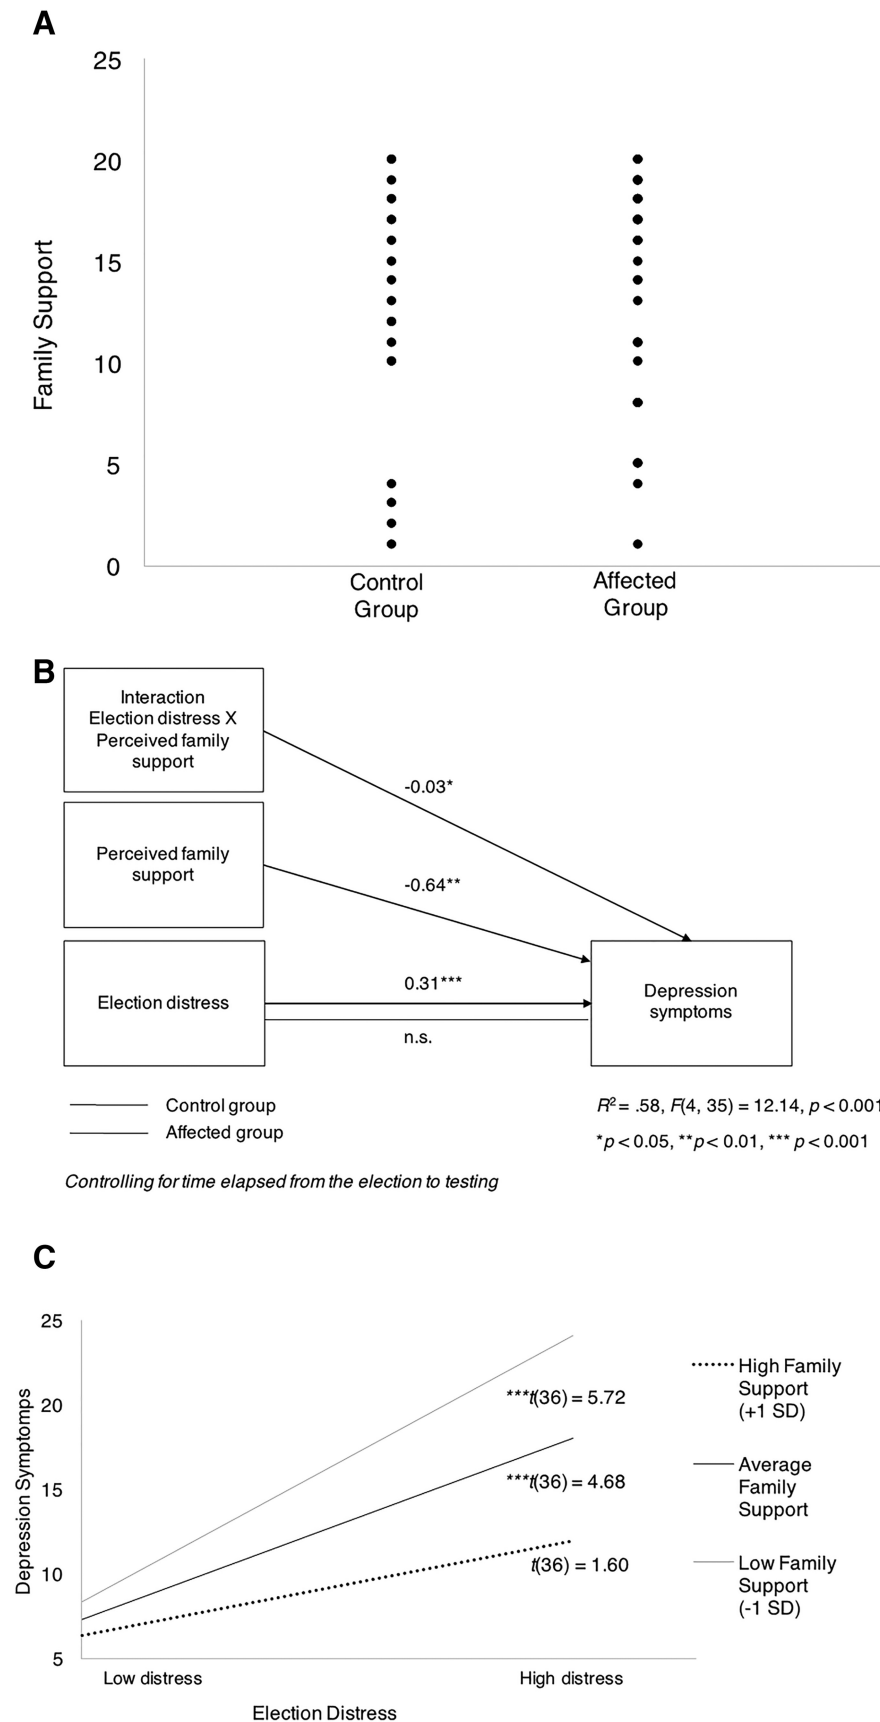 A
25
20
15
10
5
0
Family Support
Control
Group
Affected
Group
B
Interaction
Election distress X
Perceived family
support
-0.03*
Perceived family
support
-0.64**
Election distress
0.31***
n.s.
Depression
symptoms
Control group
Affected group
R²= .58, F(4, 35) = 12.14, p < 0.001
*p < 0.05, **p < 0.01, *** p < 0.001
Controlling for time elapsed from the election to testing
C
25
20
15
10
5
Depression Symptomps
***t(36) = 5.72
***t(36) = 4.68
t(36) = 1.60
High Family
Support
(+1 SD)
Average
Family
Support
Low Family
Support
(-1 SD)
Low distress
High distress
Election Distress